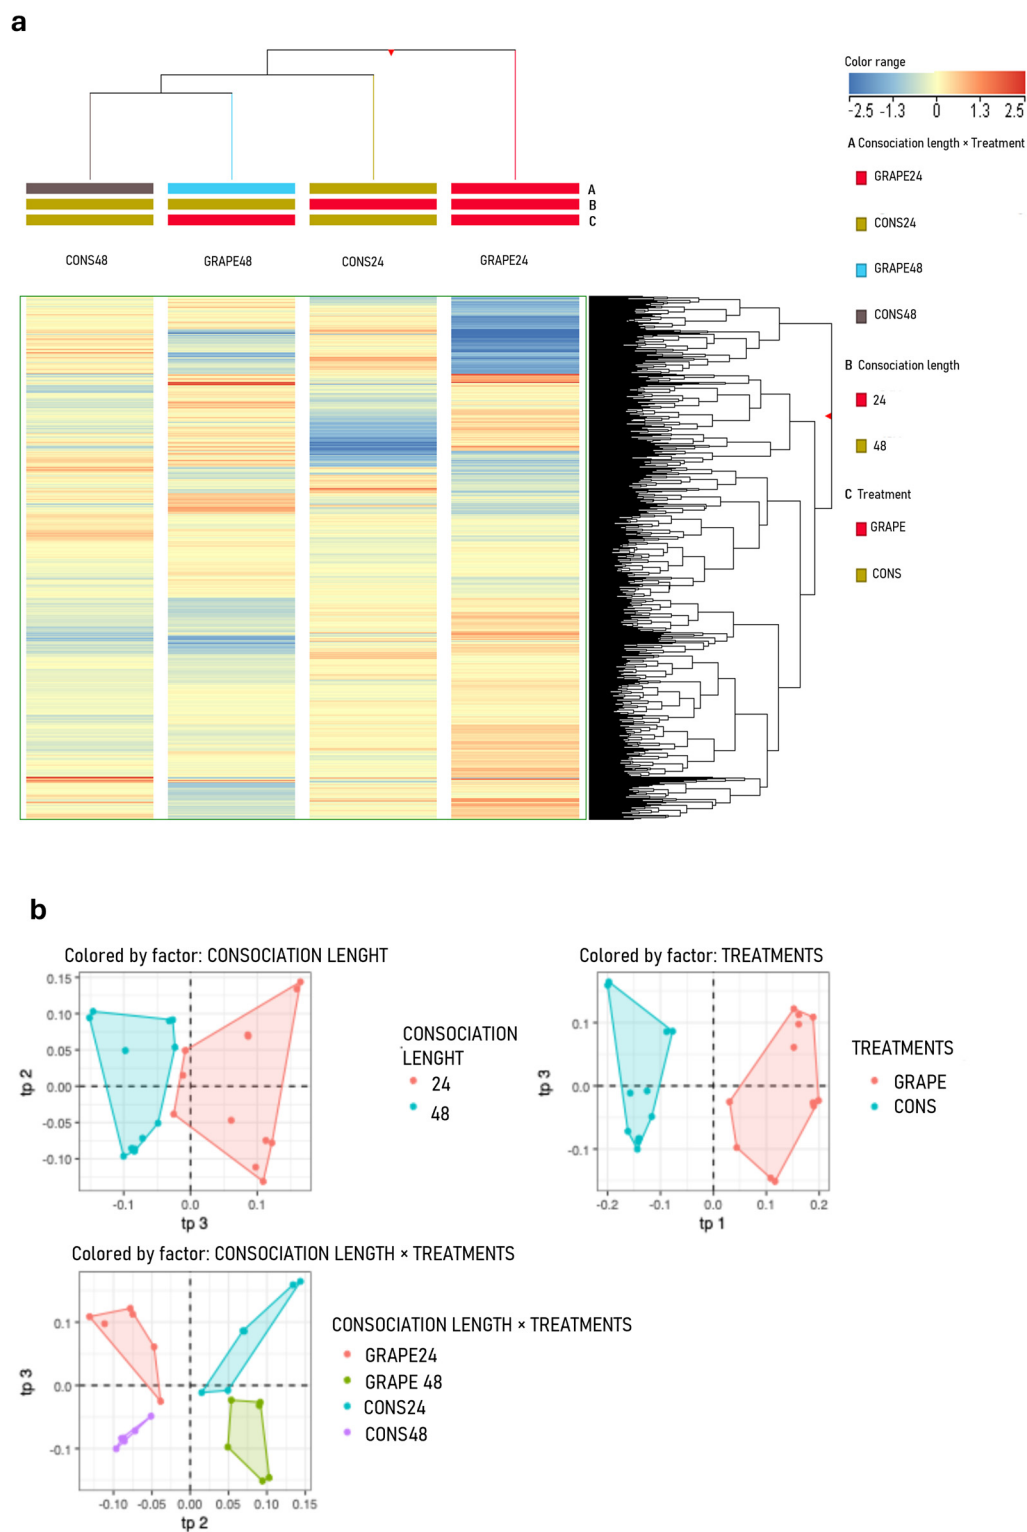 a
Color range
-2.5 -1.3 0 1.3 2.5
A Consociation length × Treatment
GRAPE24
CONS24
GRAPE48
CONS48
B Consociation length
24
48
C Treatment
GRAPE
CONS
A
B
C
CONS48 GRAPE48 CONS24 GRAPE24
b
Colored by factor: CONSOCIATION LENGHT
0.15
0.10
0.05
0.00
-0.05
-0.10
tp 2
-0.1 0.0 0.1
tp 3
CONSOCIATION
LENGHT
24
48
Colored by factor: TREATMENTS
0.1
0.0
-0.1
tp 3
-0.2 -0.1 0.0 0.1 0.2
tp 1
TREATMENTS
GRAPE
CONS
Colored by factor: CONSOCIATION LENGTH × TREATMENTS
0.1
0.0
-0.1
tp 3
-0.10 -0.05 0.00 0.05 0.10 0.15
tp 2
CONSOCIATION LENGTH × TREATMENTS
GRAPE24
GRAPE 48
CONS24
CONS48